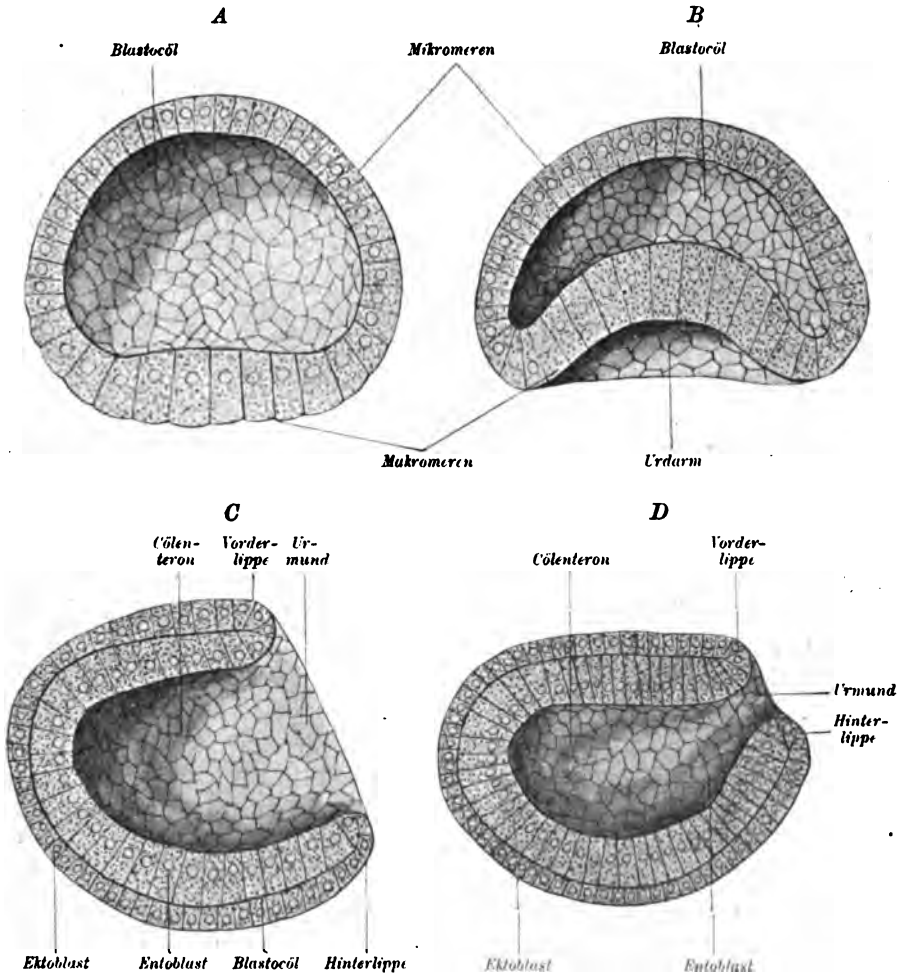 A
B
Blastocöl
Mikromeren
Blastocöl
Makromeren
Urdarm
C
D
Cölen-
teron
Vorder-
lippe
Ur-
mund
Cölenteron
Vorder-
lippe
Urmund
Hinter-
lippe
Ektoblast
Entoblast
Blastocöl
Hinterlippe
Ektoblast
Entoblast